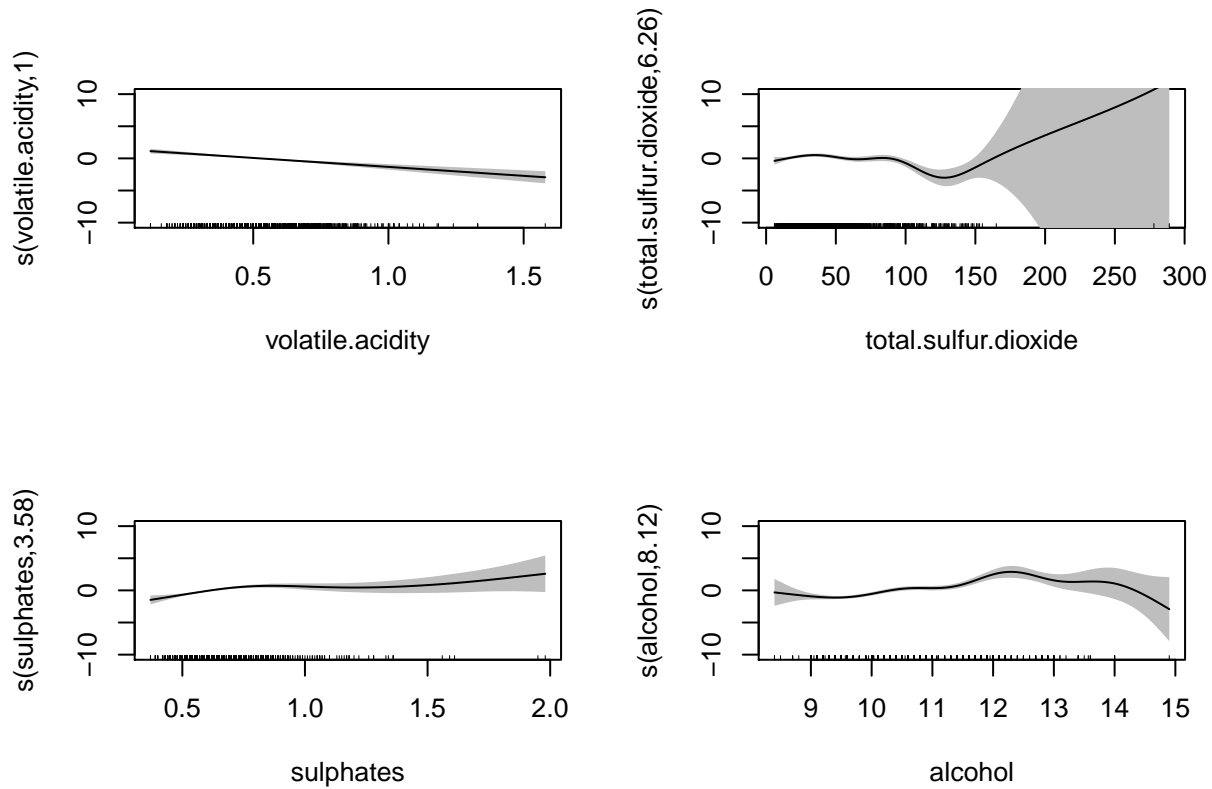 s(volatile.acidity,1)
−10 0 10
0.5 1.0 1.5
volatile.acidity
s(total.sulfur.dioxide,6.26)
−10 0 10
0 50 100 150 200 250 300
total.sulfur.dioxide
s(sulphates,3.58)
−10 0 10
0.5 1.0 1.5 2.0
sulphates
s(alcohol,8.12)
−10 0 10
9 10 11 12 13 14 15
alcohol